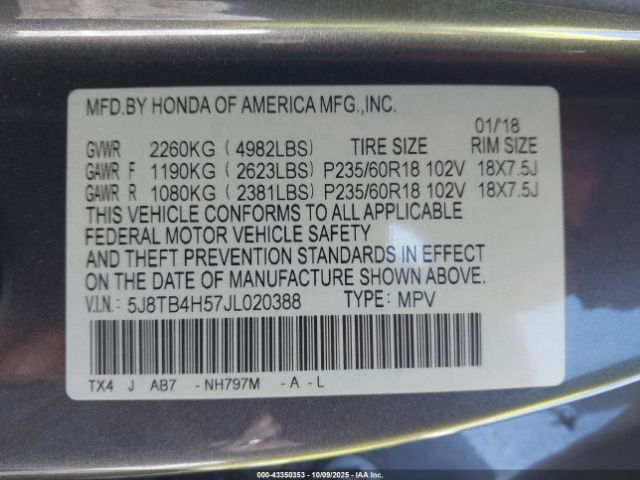 MFD.BY HONDA OF AMERICA MFG.,INC.
01/'18
GVWR 2260KG ( 4982LBS) TIRE SIZE RIM SIZE
GAWR F 1190KG ( 2623LBS) P235/60R18 102V 18X7.5J
GAWR R 1080KG ( 2381LBS) P235/60R18 102V 18X7.5J
THIS VEHICLE CONFORMS TO ALL APPLICABLE
FEDERAL MOTOR VEHICLE SAFETY
AND THEFT PREVENTION STANDARDS IN EFFECT
ON THE DATE OF MANUFACTURE SHOWN ABOVE.
V.I.N.: 5J8TB4H57JL020388 TYPE: MPV
TX4 J AB7 - NH797M - A - L
000-43350353 - 10/09/2025 - IAAI.COM